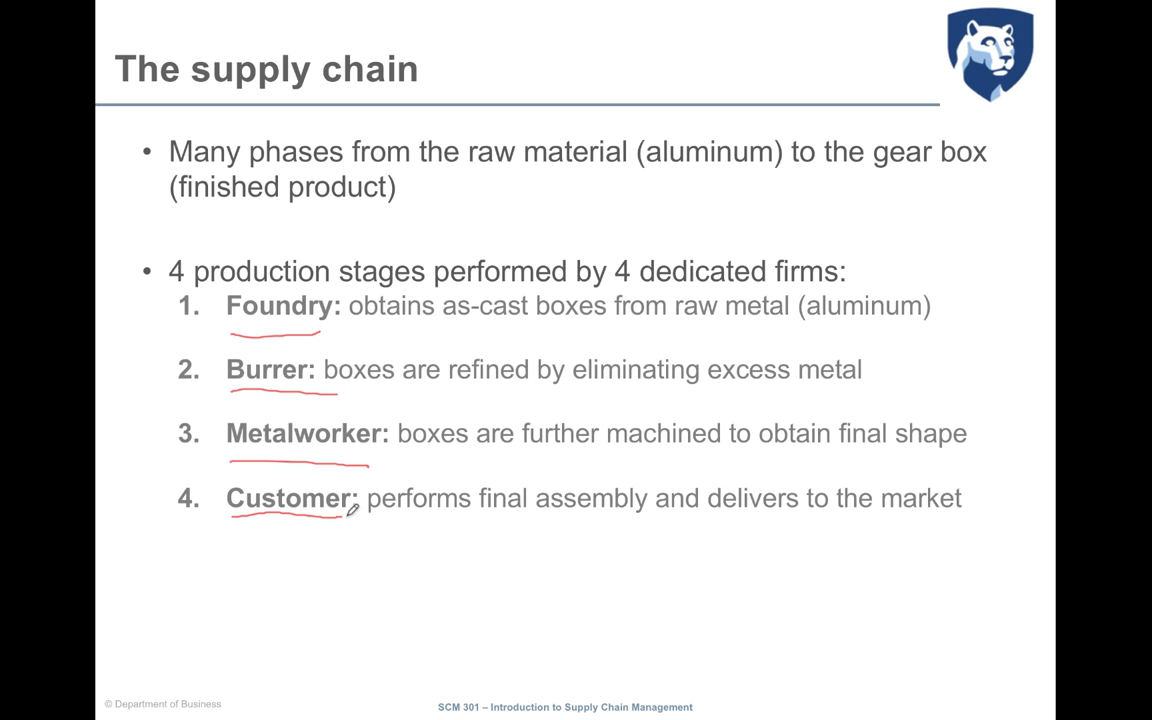 The supply chain
• Many phases from the raw material (aluminum) to the gear box
(finished product)
• 4 production stages performed by 4 dedicated firms:
1. Foundry: obtains as-cast boxes from raw metal (aluminum)
2. Burrer: boxes are refined by eliminating excess metal
3. Metalworker: boxes are further machined to obtain final shape
4. Customer: performs final assembly and delivers to the market
© Department of Business
SCM 301 – Introduction to Supply Chain Management